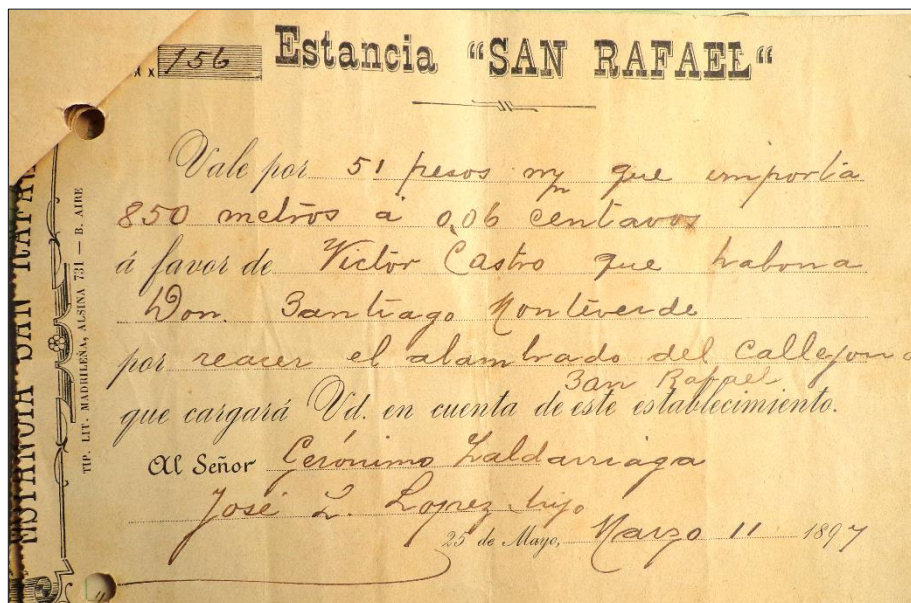 156 Estancia "SAN RAFAEL"
Vale por 51 pesos m/n que importa
850 metros a 0,06 centavos
á favor de Victor Castro que habona
Don. Santiago Monteverde
por reacer el alambrado del Callejon
San Rafael
que cargará Vd. en cuenta de este establecimiento.
Al Señor Gerónimo Zaldarriaga
José L. Lopez hijo
25 de Mayo, Marzo 11 1897
ESTANCIA SAN RAFA
TIP. LIT. MADRILEÑA, ALSINA 731 — B. AIRE